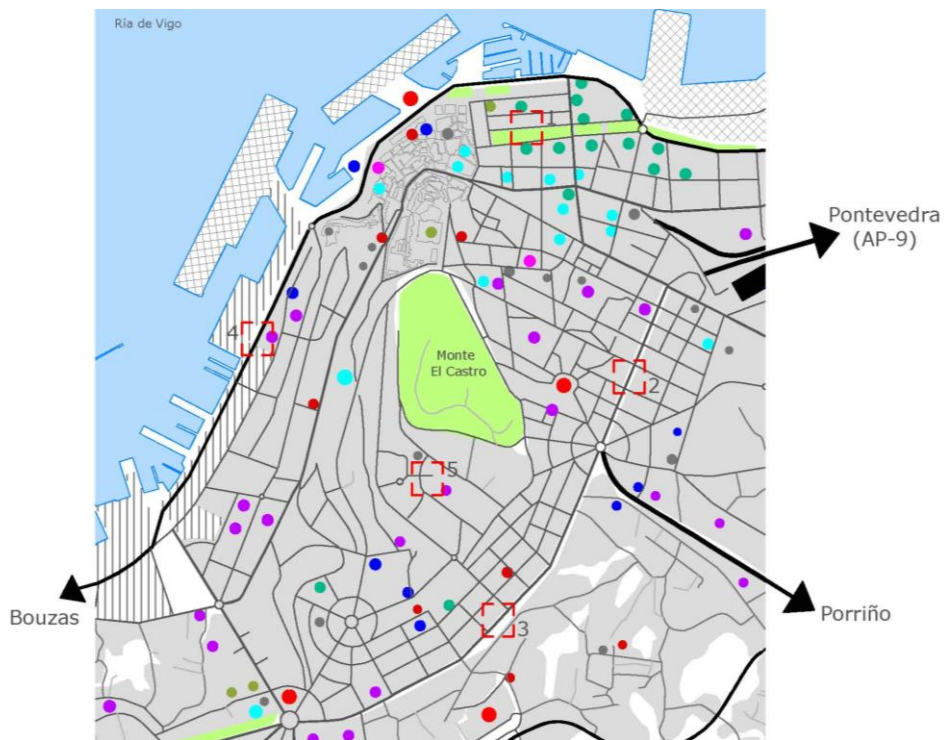 Ría de Vigo
1
Pontevedra
(AP-9)
4
Monte
El Castro
2
5
Bouzas
Porriño
3